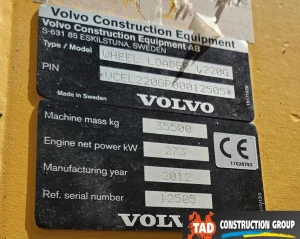 Volvo Construction Equipment
Volvo Construction Equipment AB
S-631 85 ESKILSTUNA, SWEDEN
Type / Model WHEEL LOADER L220G
PIN *VCEL220GP00012505*
Made in Sweden
VOLVO
Machine mass kg 35500
Engine net power kW 273
Manufacturing year 2012
Ref. serial number 12505
CE
11039792
VOLVO
TAD CONSTRUCTION GROUP